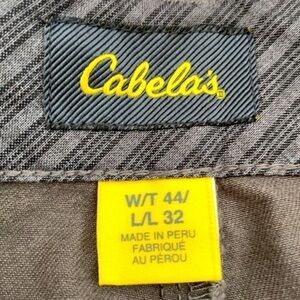 Cabela's®
W/T 44/
L/L 32
MADE IN PERU
FABRIQUÉ
AU PÉROU